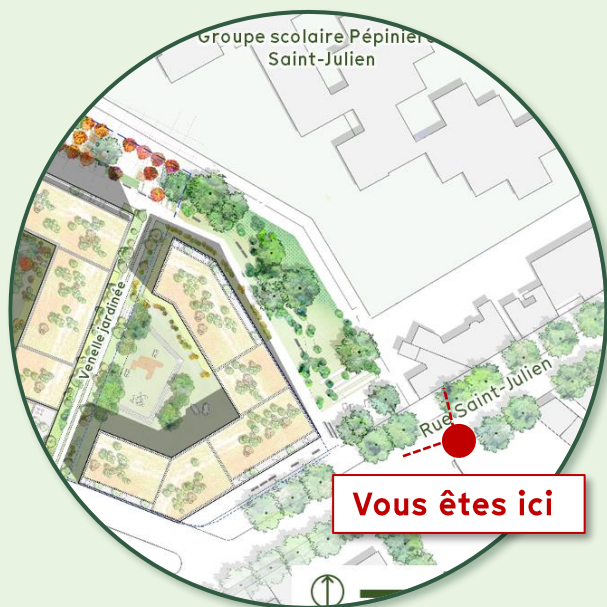 Groupe scolaire Pépinière
Saint-Julien
Venelle jardinée
Rue Saint-Julien
Vous êtes ici